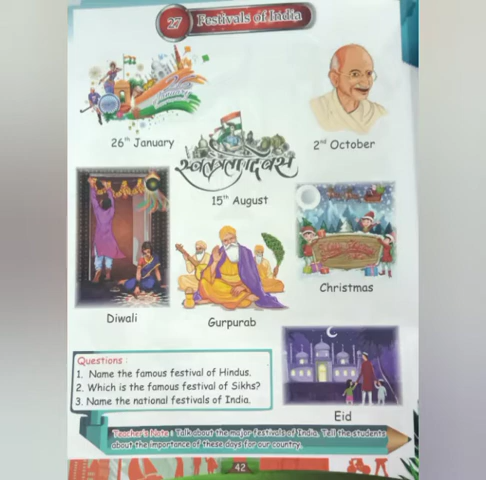 27 Festivals of India
26th January
2nd October
स्वतंत्रता दिवस
15th August
Diwali
Gurpurab
Christmas
Eid
Questions :
1. Name the famous festival of Hindus.
2. Which is the famous festival of Sikhs?
3. Name the national festivals of India.
Teacher's Note : Talk about the major festivals of India. Tell the students
about the importance of these days for our country.
42